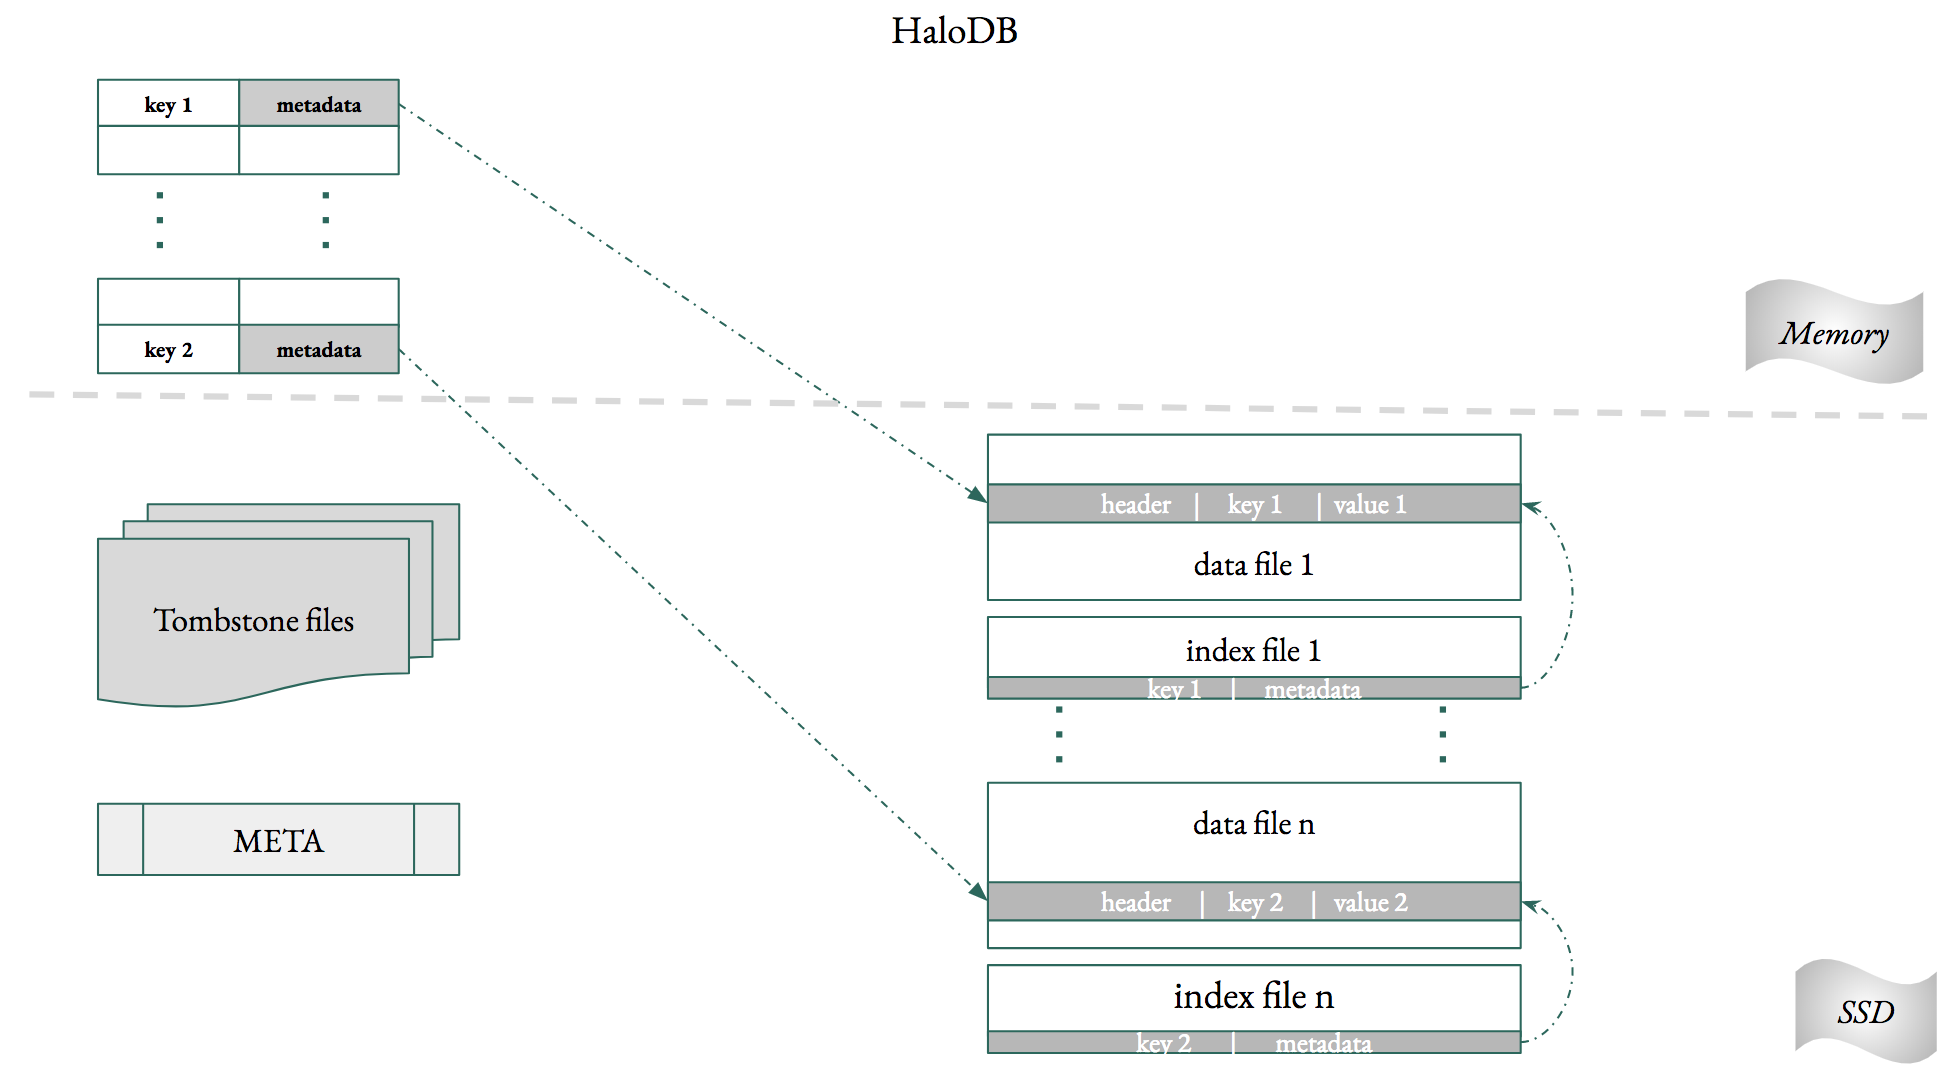 HaloDB
key 1 metadata
key 2 metadata
Memory
header | key 1 | value 1
data file 1
Tombstone files
index file 1
key 1 | metadata
data file n
META
header | key 2 | value 2
index file n
SSD
key 2 | metadata